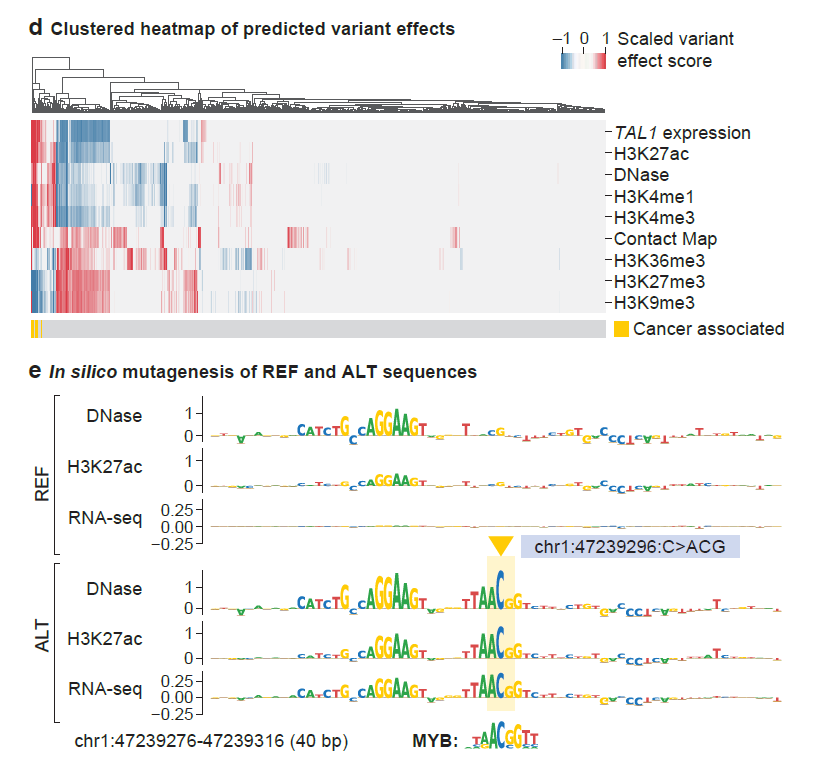 d Clustered heatmap of predicted variant effects
−1 0 1 Scaled variant
effect score
TAL1 expression
H3K27ac
DNase
H3K4me1
H3K4me3
Contact Map
H3K36me3
H3K27me3
H3K9me3
Cancer associated
e In silico mutagenesis of REF and ALT sequences
REF
DNase
1
0
H3K27ac
1
0
RNA-seq
0.25
0.00
−0.25
chr1:47239296:C>ACG
ALT
DNase
1
0
H3K27ac
1
0
RNA-seq
0.25
0.00
−0.25
chr1:47239276-47239316 (40 bp)
MYB: